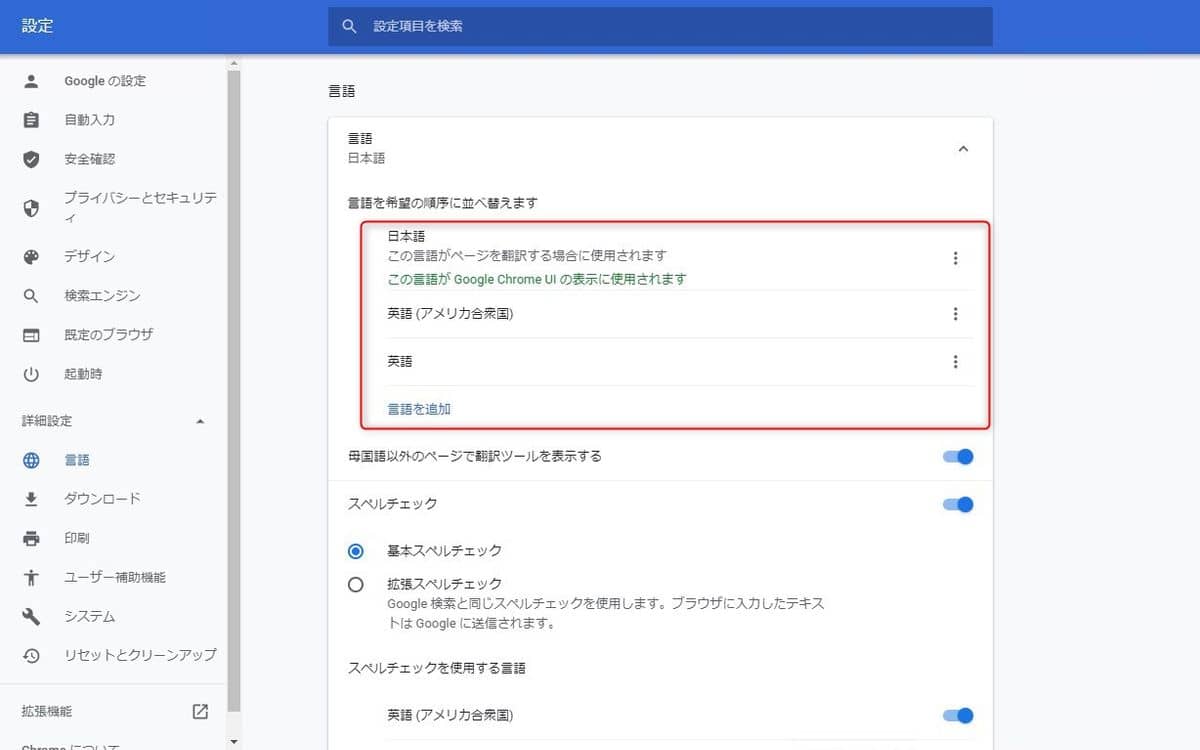 設定
設定項目を検索
Google の設定
自動入力
安全確認
プライバシーとセキュリテ
ィ
デザイン
検索エンジン
既定のブラウザ
起動時
詳細設定
言語
ダウンロード
印刷
ユーザー補助機能
システム
リセットとクリーンアップ
拡張機能
Chrome について
言語
言語
日本語
言語を希望の順序に並べ替えます
日本語
この言語がページを翻訳する場合に使用されます
この言語が Google Chrome UI の表示に使用されます
英語 (アメリカ合衆国)
英語
言語を追加
母国語以外のページで翻訳ツールを表示する
スペルチェック
基本スペルチェック
拡張スペルチェック
Google 検索と同じスペルチェックを使用します。ブラウザに入力したテキス
トは Google に送信されます。
スペルチェックを使用する言語
英語 (アメリカ合衆国)